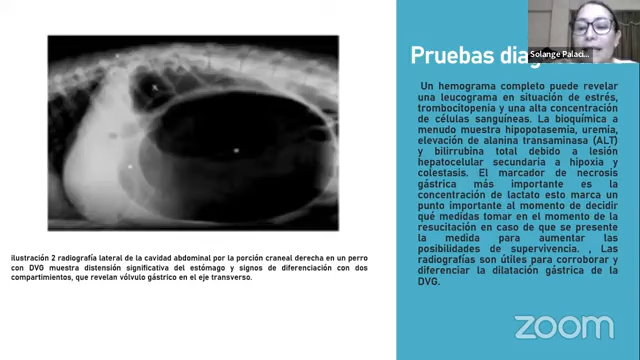 Pruebas
Solange Palaci...
Un hemograma completo puede revelar
una leucograma en situación de estrés,
trombocitopenia y una alta concentración
de células sanguíneas. La bioquímica a
menudo muestra hipopotasemia, uremia,
elevación de alanina transaminasa (ALT)
y bilirrubina total debido a lesión
hepatocelular secundaria a hipoxia y
colestasis. El marcador de necrosis
gástrica más importante es la
concentración de lactato esto marca un
punto importante al momento de decidir
qué medidas tomar en el momento de la
resucitación en caso de que se presente
la medida para aumentar las
posibilidades de supervivencia. , Las
radiografías son útiles para corroborar y
diferenciar la dilatación gástrica de la
DVG.
ilustración 2 radiografía lateral de la cavidad abdominal por la porción craneal derecha en un perro
con DVG muestra distensión significativa del estómago y signos de diferenciación con dos
compartimientos, que revelan vólvulo gástrico en el eje transverso.
zoom